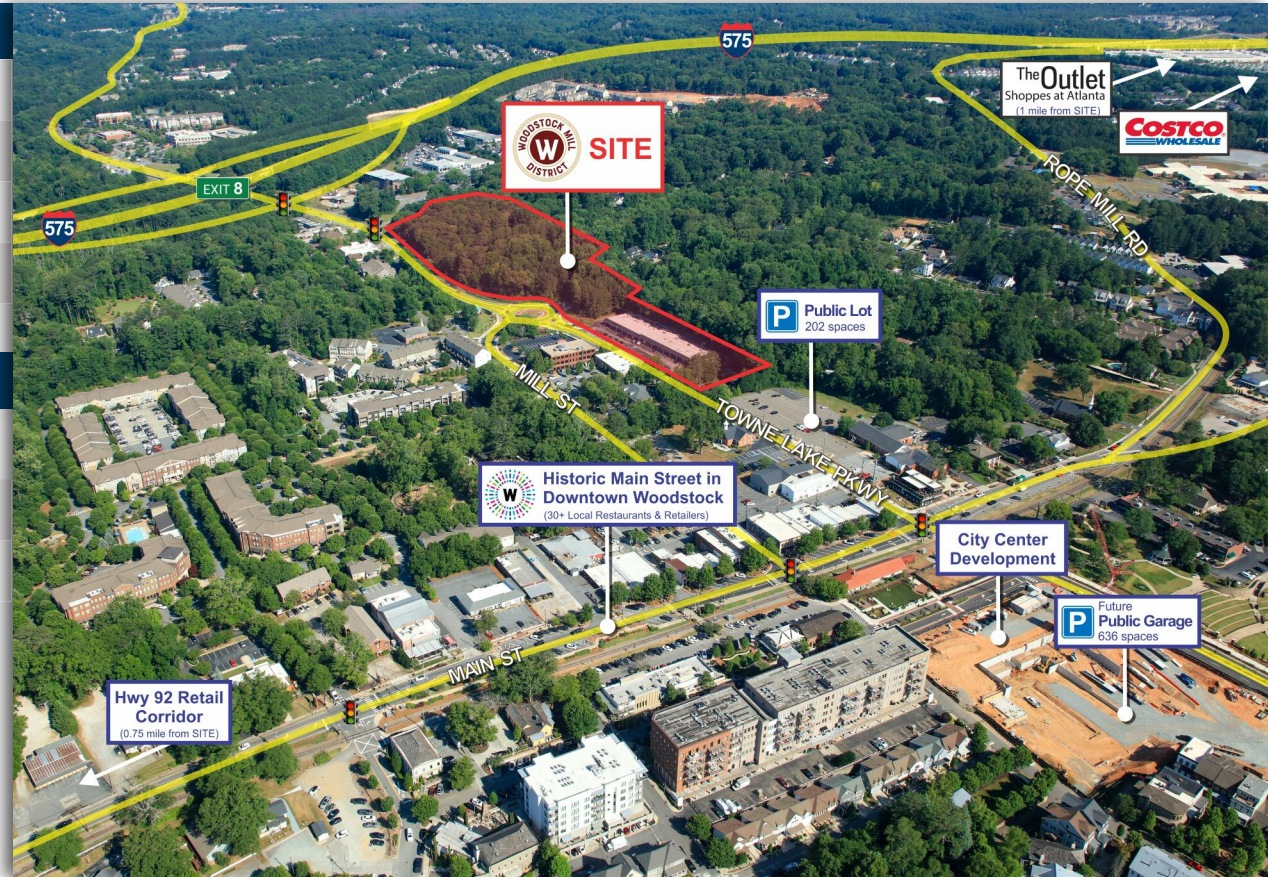 575
The Outlet
Shoppes at Atlanta
(1 mile from SITE)
COSTCO
WHOLESALE
WOODSTOCK MILL
W
DISTRICT
SITE
ROPE MILL RD
EXIT 8
575
P Public Lot
202 spaces
MILL ST
TOWNE LAKE PKWY
W
Historic Main Street in
Downtown Woodstock
(30+ Local Restaurants & Retailers)
City Center
Development
P
Future
Public Garage
636 spaces
MAIN ST
Hwy 92 Retail
Corridor
(0.75 mile from SITE)